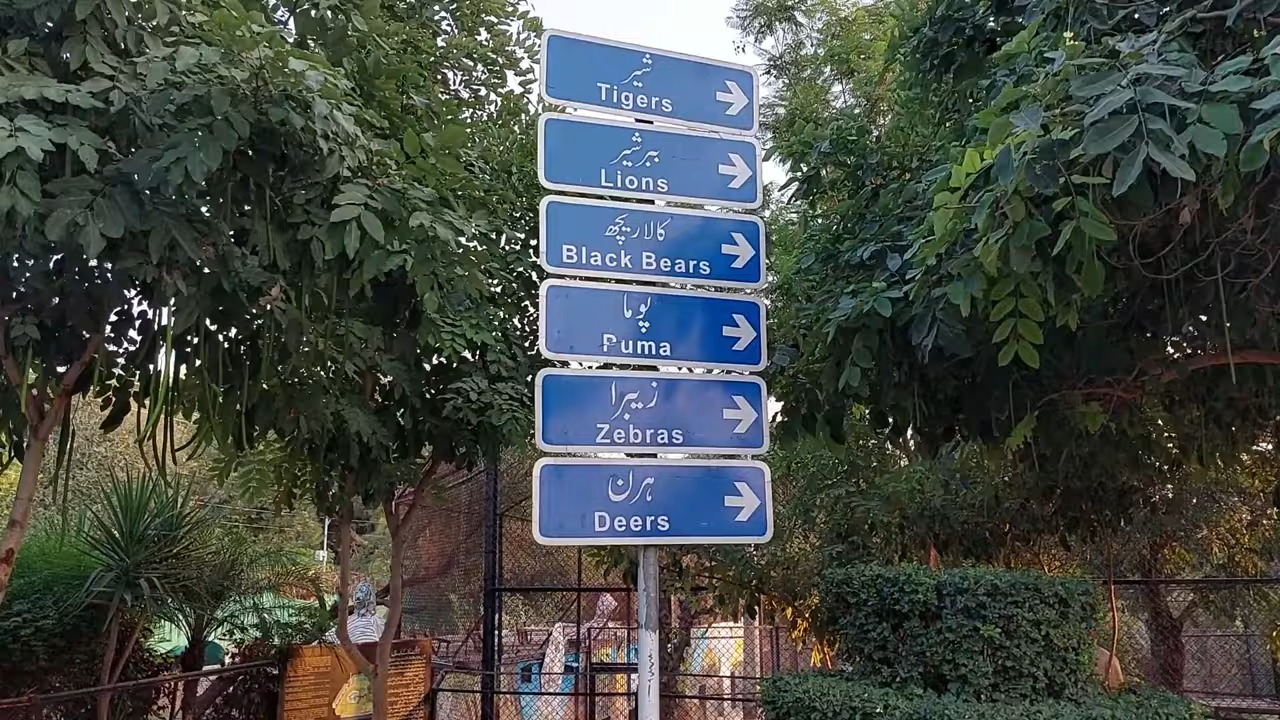 شیر
Tigers
ببر شیر
Lions
کالا ریچھ
Black Bears
پوما
Puma
زیبرا
Zebras
ہرن
Deers